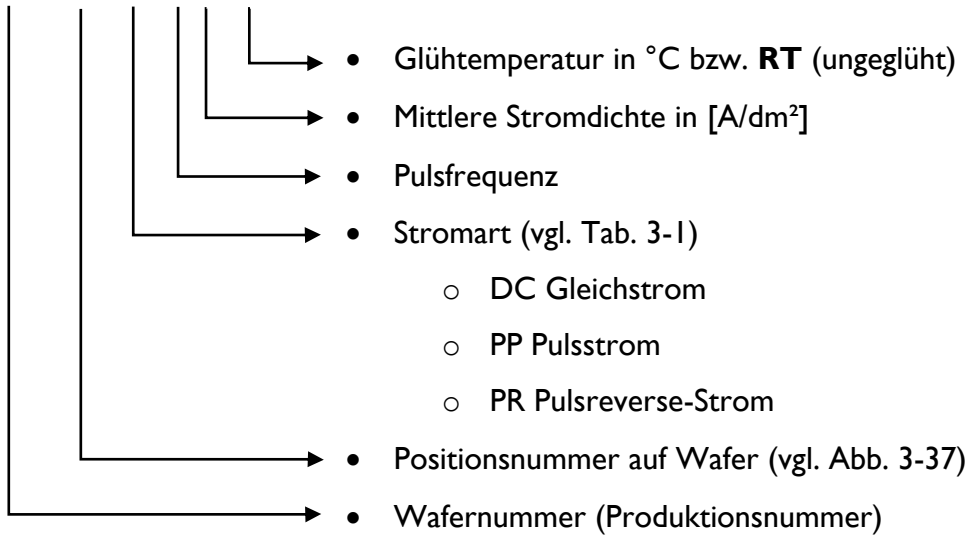 • Glühtemperatur in °C bzw. RT (ungeglüht)
• Mittlere Stromdichte in [A/dm²]
• Pulsfrequenz
• Stromart (vgl. Tab. 3-1)
o DC Gleichstrom
o PP Pulsstrom
o PR Pulsreverse-Strom
• Positionsnummer auf Wafer (vgl. Abb. 3-37)
• Wafernummer (Produktionsnummer)